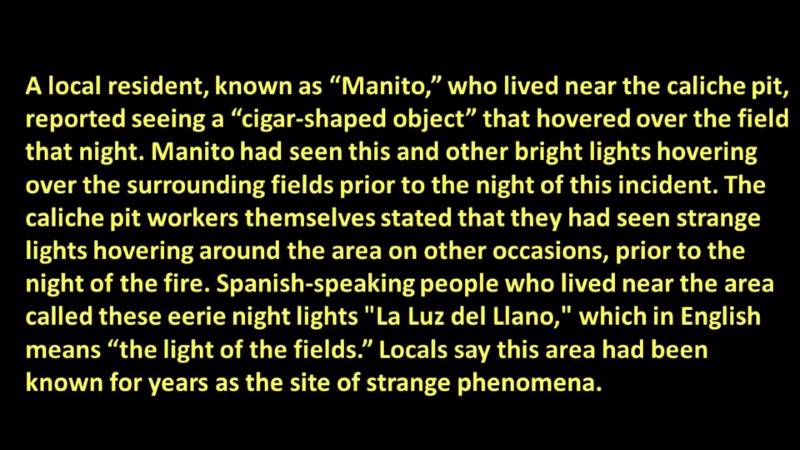 A local resident, known as “Manito,” who lived near the caliche pit,
reported seeing a “cigar-shaped object” that hovered over the field
that night. Manito had seen this and other bright lights hovering
over the surrounding fields prior to the night of this incident. The
caliche pit workers themselves stated that they had seen strange
lights hovering around the area on other occasions, prior to the
night of the fire. Spanish-speaking people who lived near the area
called these eerie night lights "La Luz del Llano," which in English
means “the light of the fields.” Locals say this area had been
known for years as the site of strange phenomena.